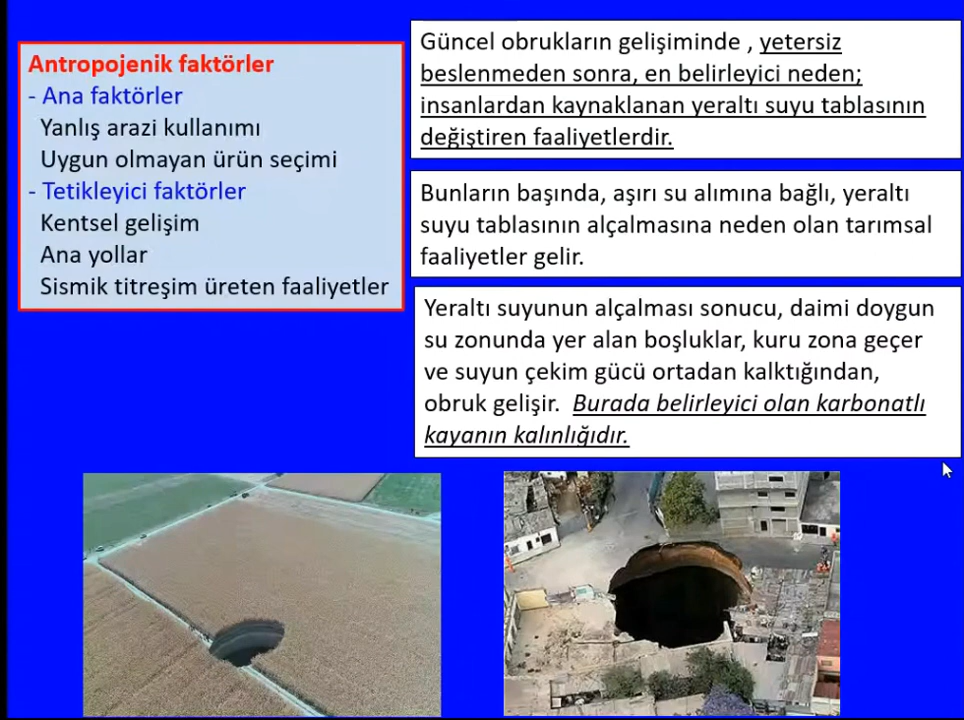 Antropojenik faktörler
- Ana faktörler
Yanlış arazi kullanımı
Uygun olmayan ürün seçimi
- Tetikleyici faktörler
Kentsel gelişim
Ana yollar
Sismik titreşim üreten faaliyetler
Güncel obrukların gelişiminde , yetersiz
beslenmeden sonra, en belirleyici neden;
insanlardan kaynaklanan yeraltı suyu tablasının
değiştiren faaliyetlerdir.
Bunların başında, aşırı su alımına bağlı, yeraltı
suyu tablasının alçalmasına neden olan tarımsal
faaliyetler gelir.
Yeraltı suyunun alçalması sonucu, daimi doygun
su zonunda yer alan boşluklar, kuru zona geçer
ve suyun çekim gücü ortadan kalktığından,
obruk gelişir. Burada belirleyici olan karbonatlı
kayanın kalınlığıdır.